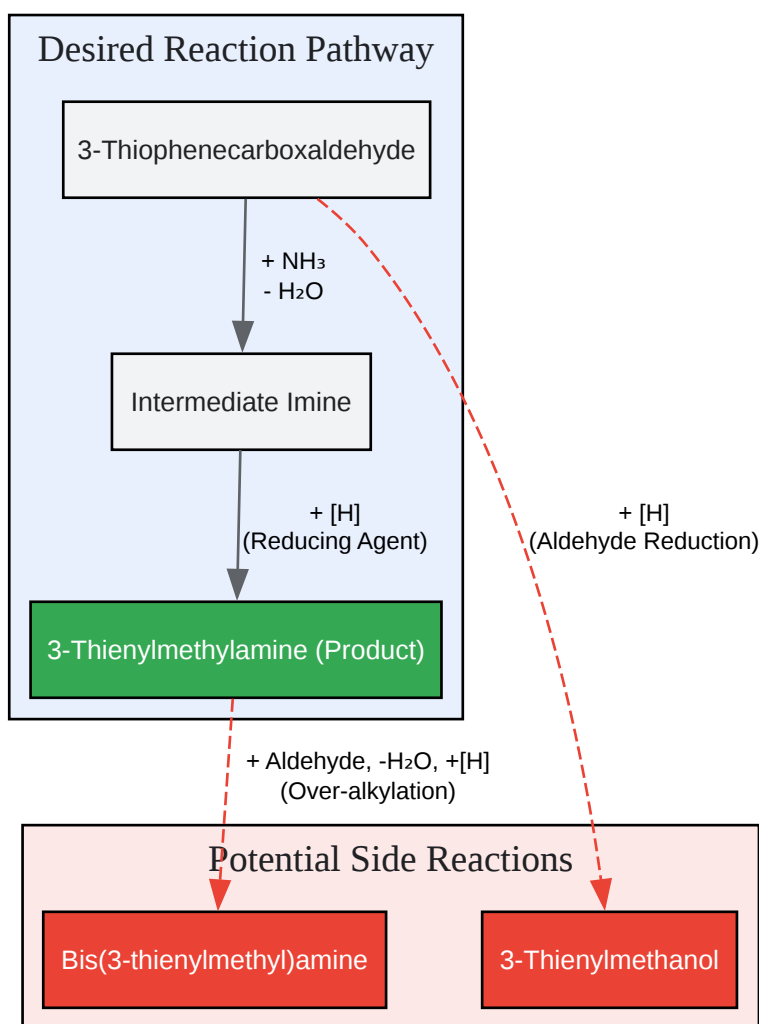 Desired Reaction Pathway
3-Thiophenecarboxaldehyde
+ NH₃
- H₂O
Intermediate Imine
+ [H]
(Reducing Agent)
+ [H]
(Aldehyde Reduction)
3-Thienylmethylamine (Product)
+ Aldehyde, -H₂O, +[H]
(Over-alkylation)
Potential Side Reactions
Bis(3-thienylmethyl)amine
3-Thienylmethanol